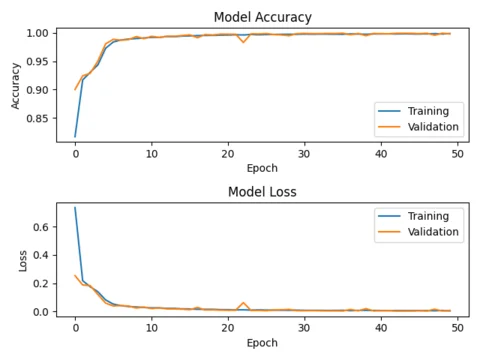 Model Accuracy
1.00
0.95
0.90
0.85
Accuracy
Training
Validation
0 10 20 30 40 50
Epoch
Model Loss
0.6
0.4
0.2
0.0
Loss
Training
Validation
0 10 20 30 40 50
Epoch